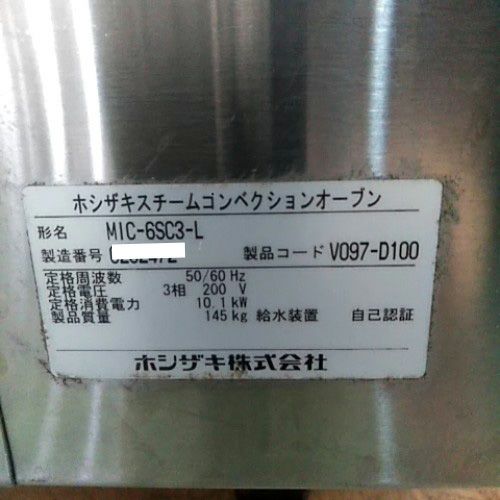 ホシザキスチームコンベクションオーブン
形名 MIC-6SC3-L
製造番号 製品コード V097-D100
定格周波数 50/60 Hz
定格電圧 3相 200 V
定格消費電力 10.1 kW
製品質量 145 kg 給水装置 自己認証
ホシザキ株式会社